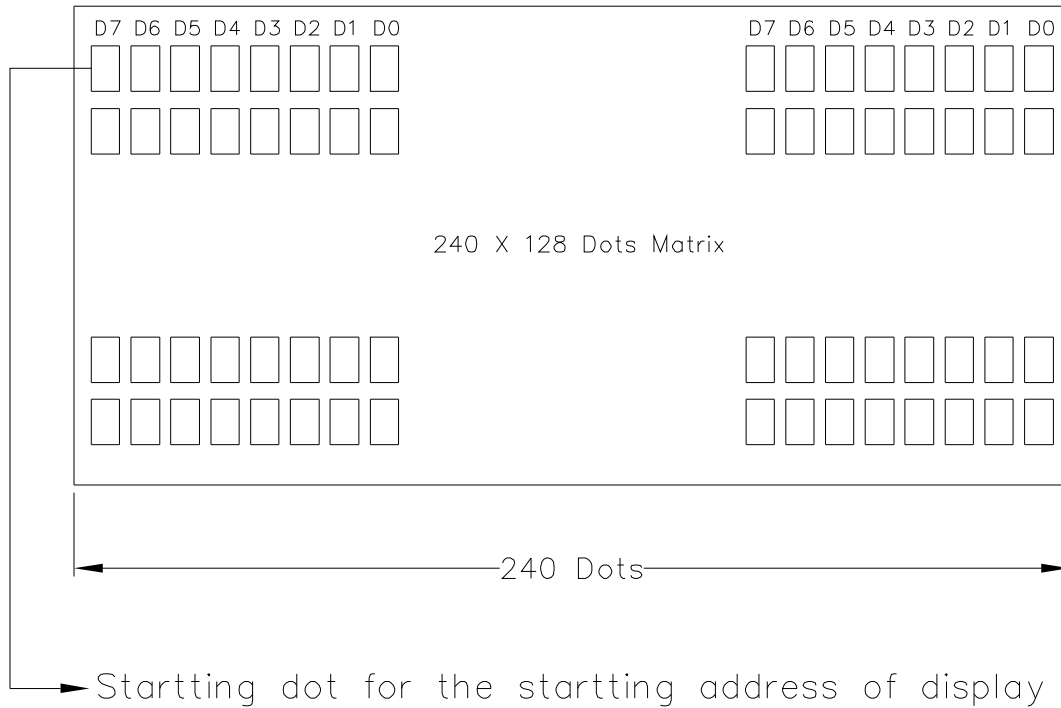 D7 D6 D5 D4 D3 D2 D1 D0 D7 D6 D5 D4 D3 D2 D1 D0
240 X 128 Dots Matrix
240 Dots
Startting dot for the startting address of display